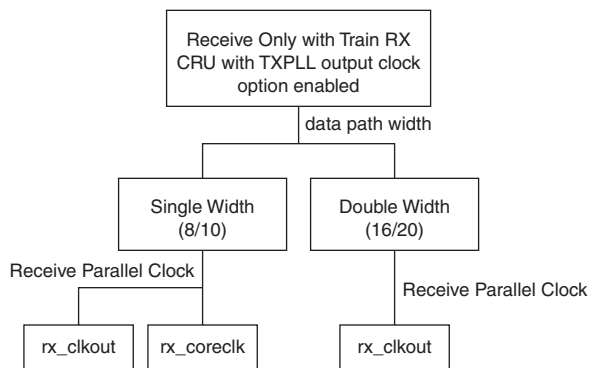 Receive Only with Train RX
CRU with TXPLL output clock
option enabled
data path width
Single Width
(8/10)
Double Width
(16/20)
Receive Parallel Clock
Receive Parallel Clock
rx_clkout
rx_coreclk
rx_clkout